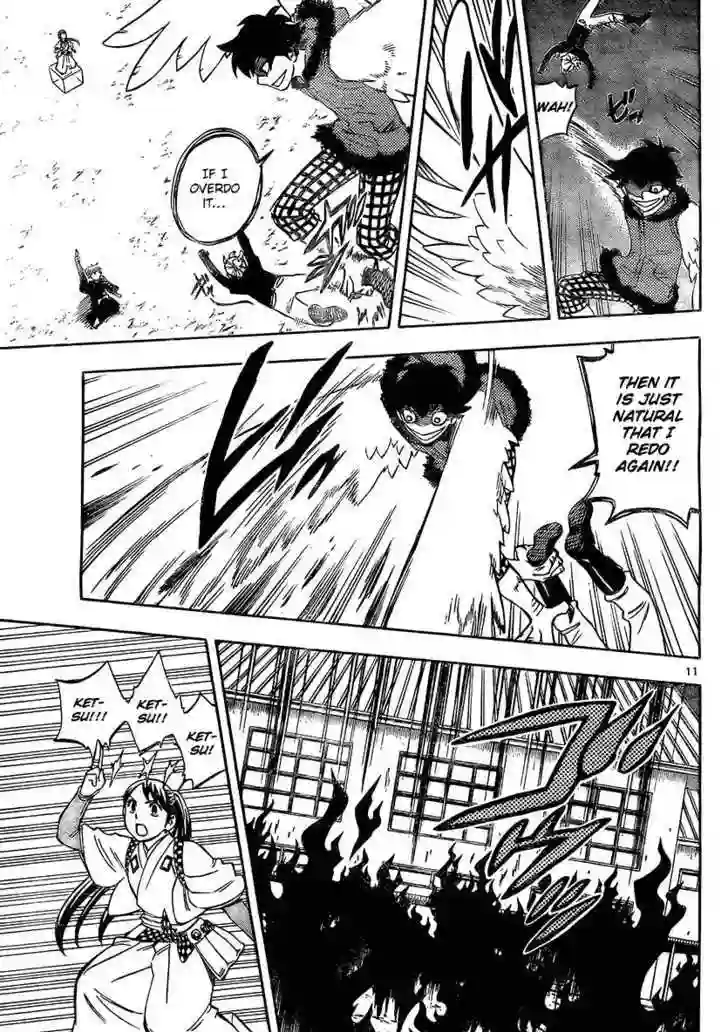 WAH!
IF I
OVERDO
IT...
THEN IT
IS JUST
NATURAL
THAT I
REDO
AGAIN!!
11
KET-
SU!
KET-
SU!!
KET-
SU!!!